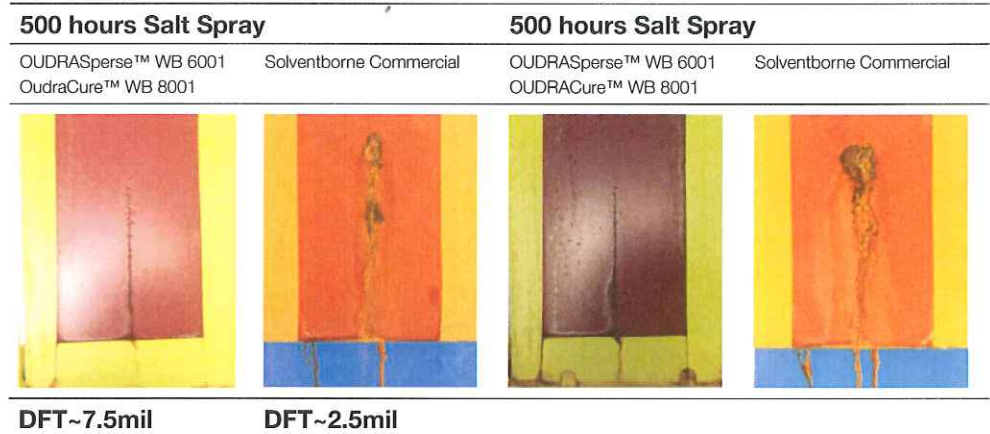 500 hours Salt Spray
500 hours Salt Spray
OUDRASperse™ WB 6001
OudraCure™ WB 8001
Solventborne Commercial
OUDRASperse™ WB 6001
OUDRACure™ WB 8001
Solventborne Commercial
DFT~7.5mil
DFT~2.5mil